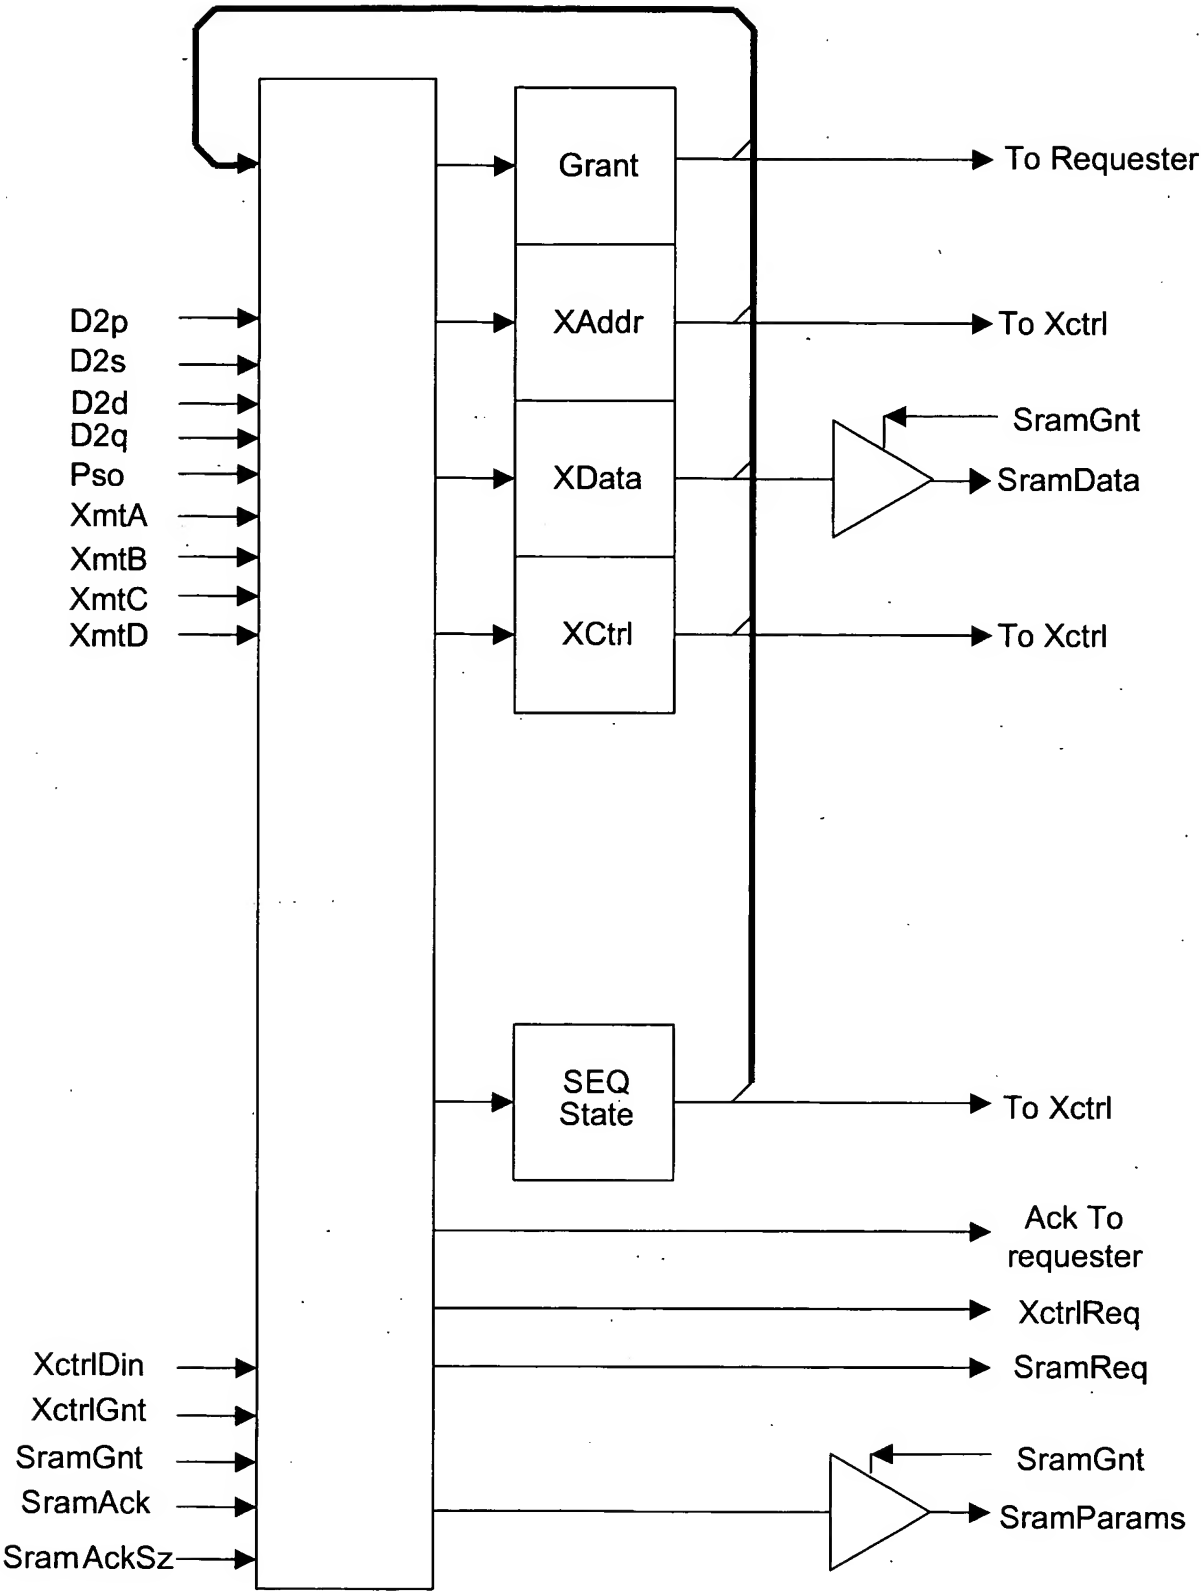 Grant
To Requester
D2p
XAddr
To Xctrl
D2s
D2d
SramGnt
D2q
Pso
XData
SramData
XmtA
XmtB
XmtC
XmtD
XCtrl
To Xctrl
SEQ
State
To Xctrl
Ack To
requester
XctrlReq
XctrlDin
SramReq
XctrlGnt
SramGnt
SramGnt
SramAck
SramParams
SramAckSz